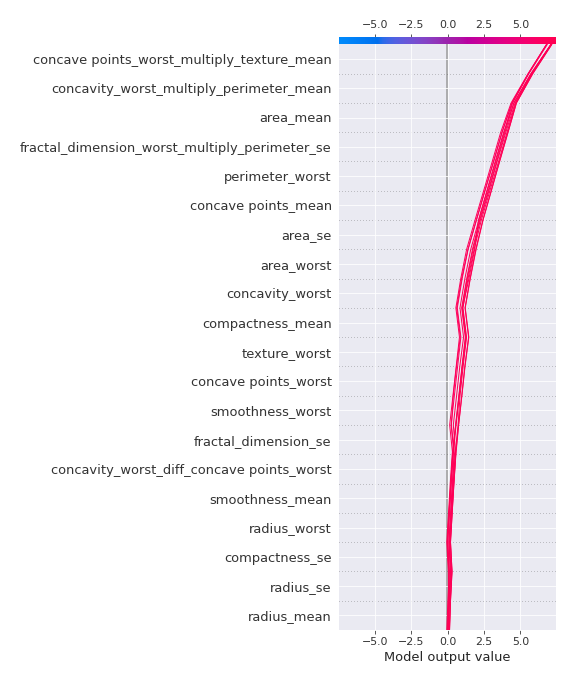 −5.0 −2.5 0.0 2.5 5.0
concave points_worst_multiply_texture_mean
concavity_worst_multiply_perimeter_mean
area_mean
fractal_dimension_worst_multiply_perimeter_se
perimeter_worst
concave points_mean
area_se
area_worst
concavity_worst
compactness_mean
texture_worst
concave points_worst
smoothness_worst
fractal_dimension_se
concavity_worst_diff_concave points_worst
smoothness_mean
radius_worst
compactness_se
radius_se
radius_mean
−5.0 −2.5 0.0 2.5 5.0
Model output value